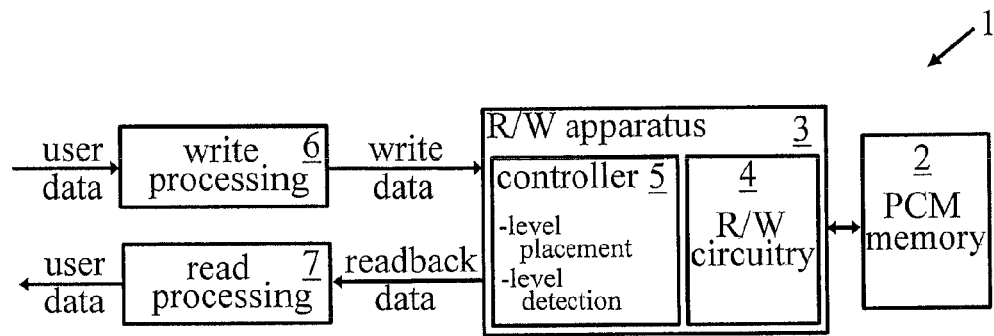 1
user
data
write 6
processing
write
data
R/W apparatus 3
controller 5
-level
placement
-level
detection
4
R/W
circuitry
2
PCM
memory
user
data
read 7
processing
readback
data